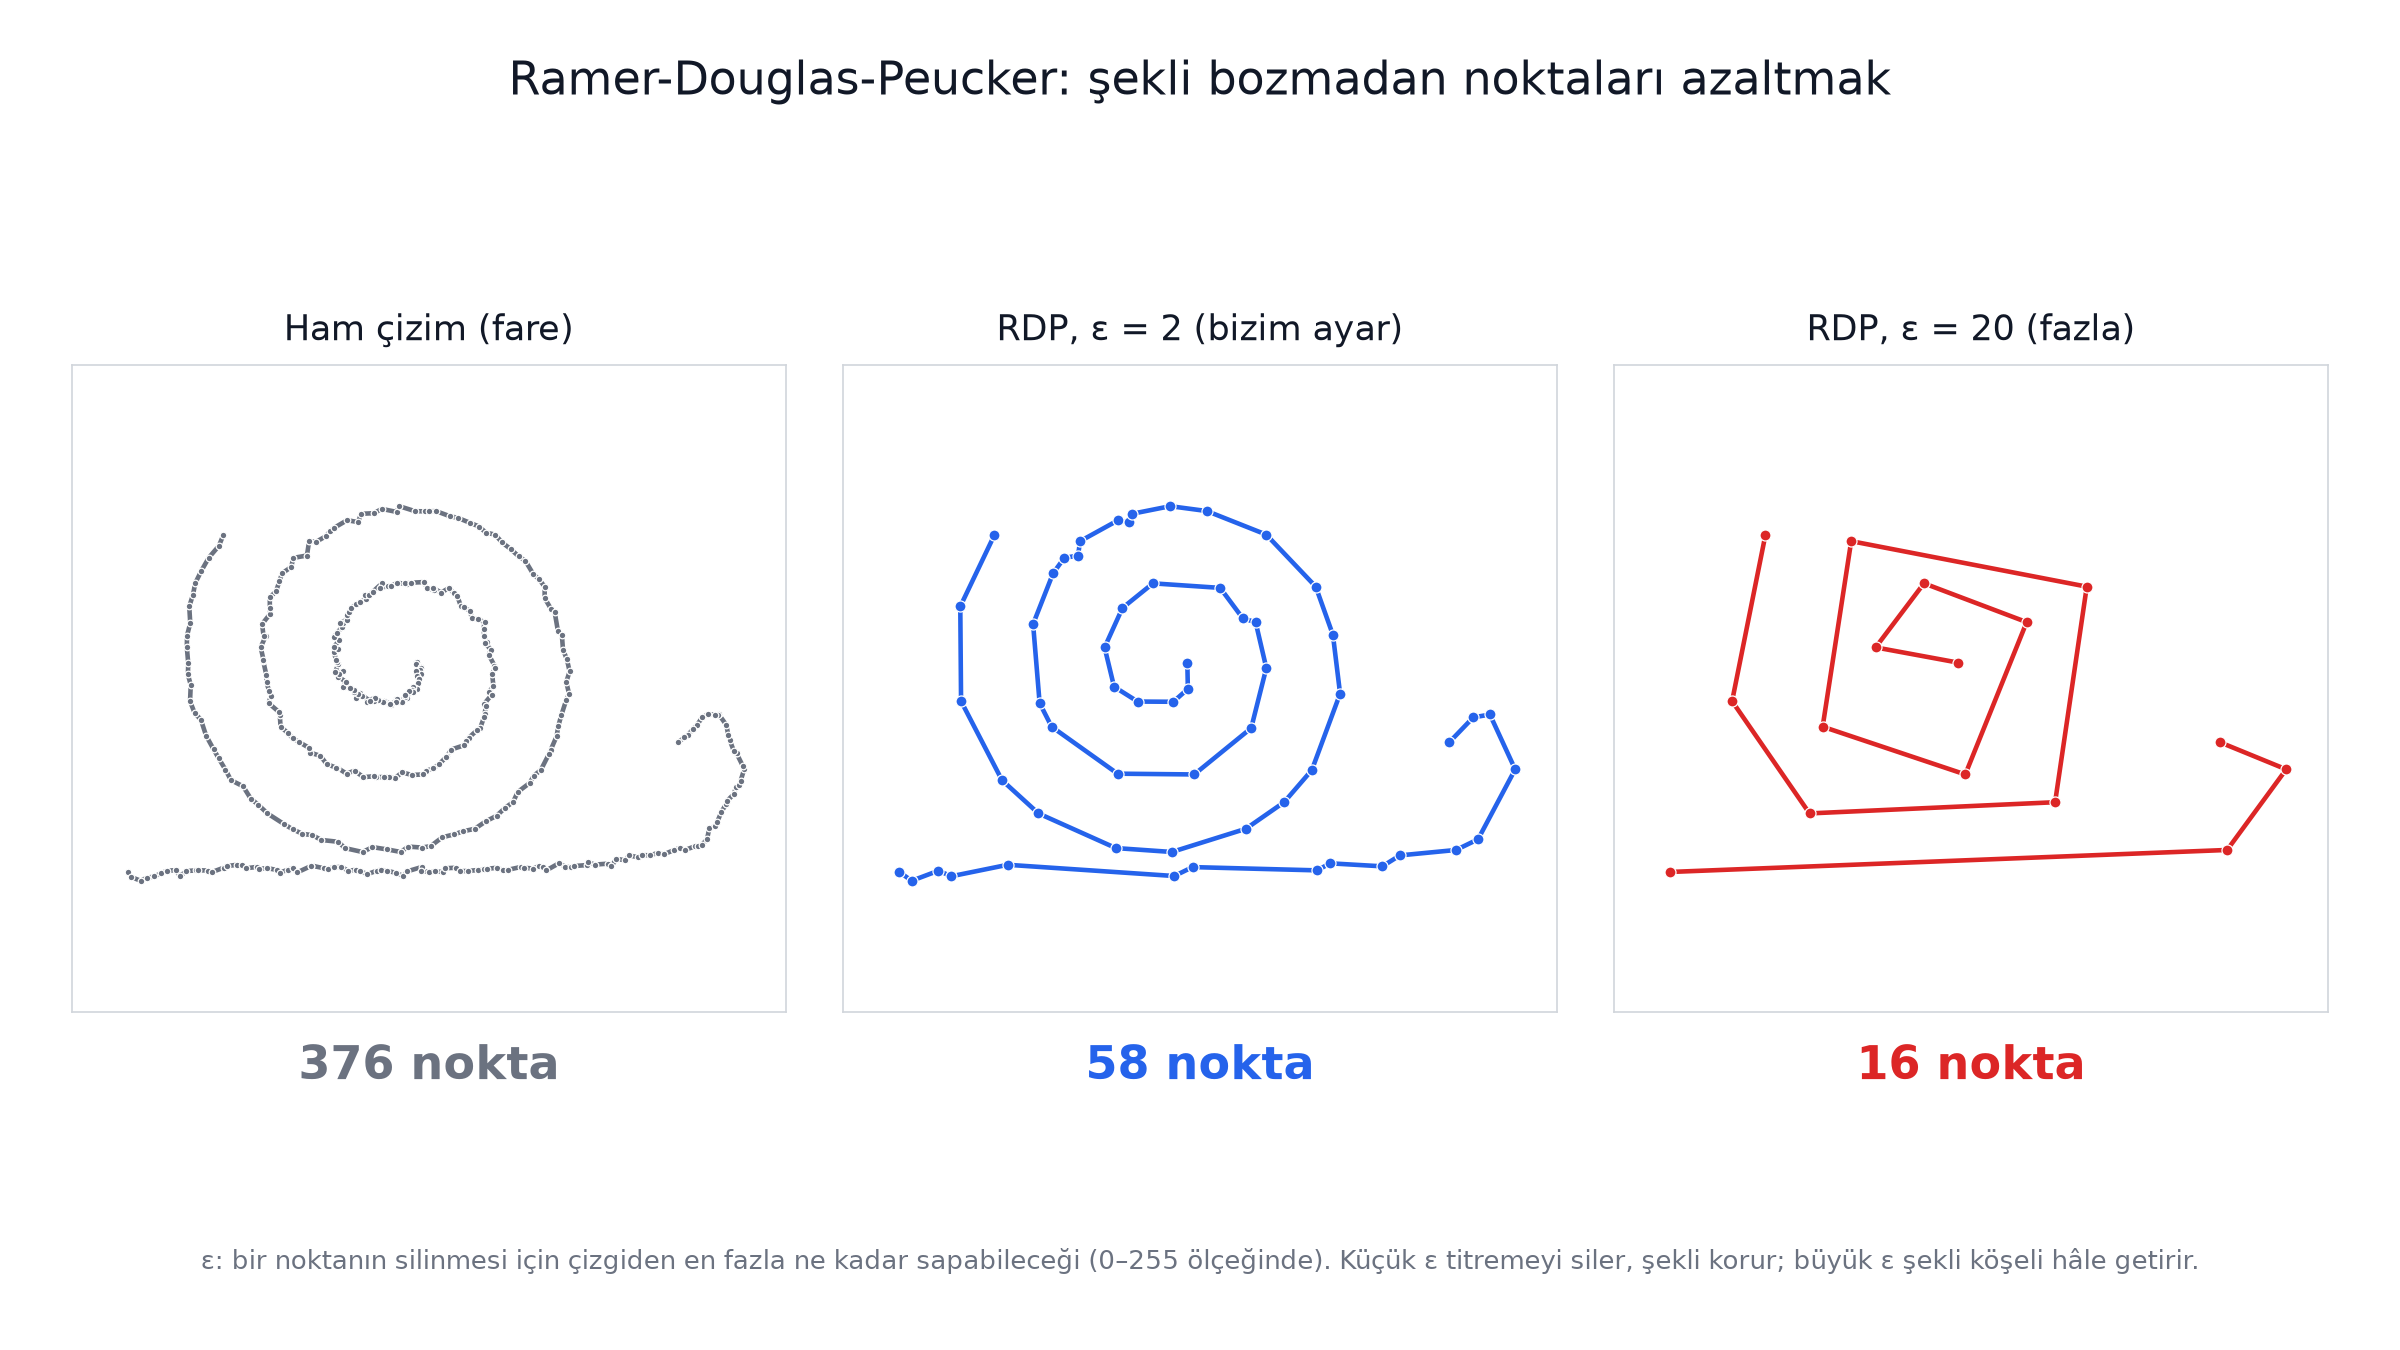 Ramer-Douglas-Peucker: şekli bozmadan noktaları azaltmak
Ham çizim (fare)
RDP, ε = 2 (bizim ayar)
RDP, ε = 20 (fazla)
376 nokta
58 nokta
16 nokta
ε: bir noktanın silinmesi için çizgiden en fazla ne kadar sapabileceği (0–255 ölçeğinde). Küçük ε titremeyi siler, şekli korur; büyük ε şekli köşeli hâle getirir.